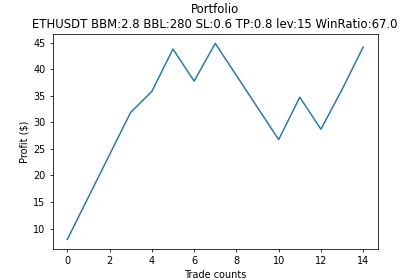 Portfolio
ETHUSDT BBM:2.8 BBL:280 SL:0.6 TP:0.8 lev:15 WinRatio:67.0
45
40
35
30
25
20
15
10
Profit ($)
0 2 4 6 8 10 12 14
Trade counts